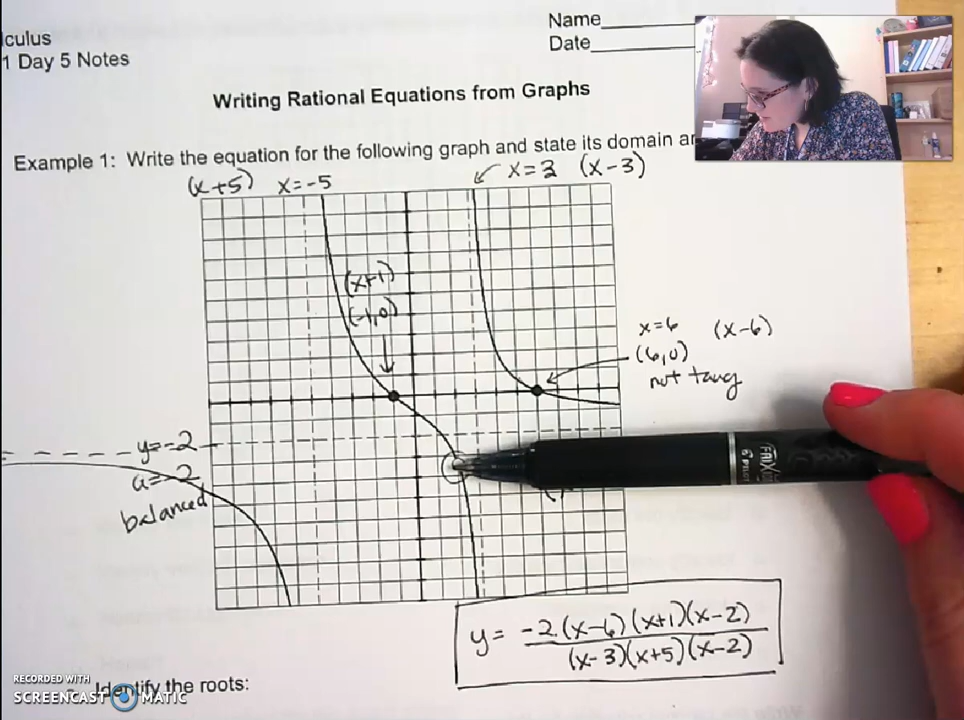 lculus
1 Day 5 Notes
Name
Date
Writing Rational Equations from Graphs
Example 1: Write the equation for the following graph and state its domain
(x+5) x=-5
x=3 (x-3)
(x+1)
(-1,0)
x=6 (x-6)
(6,0)
not tang
y=-2
a=-2
balanced
y= -2(x-6)(x+1)(x-2)
(x-3)(x+5)(x-2)
Identify the roots:
RECORDED WITH
SCREENCAST MATIC
FRIX
PILOT